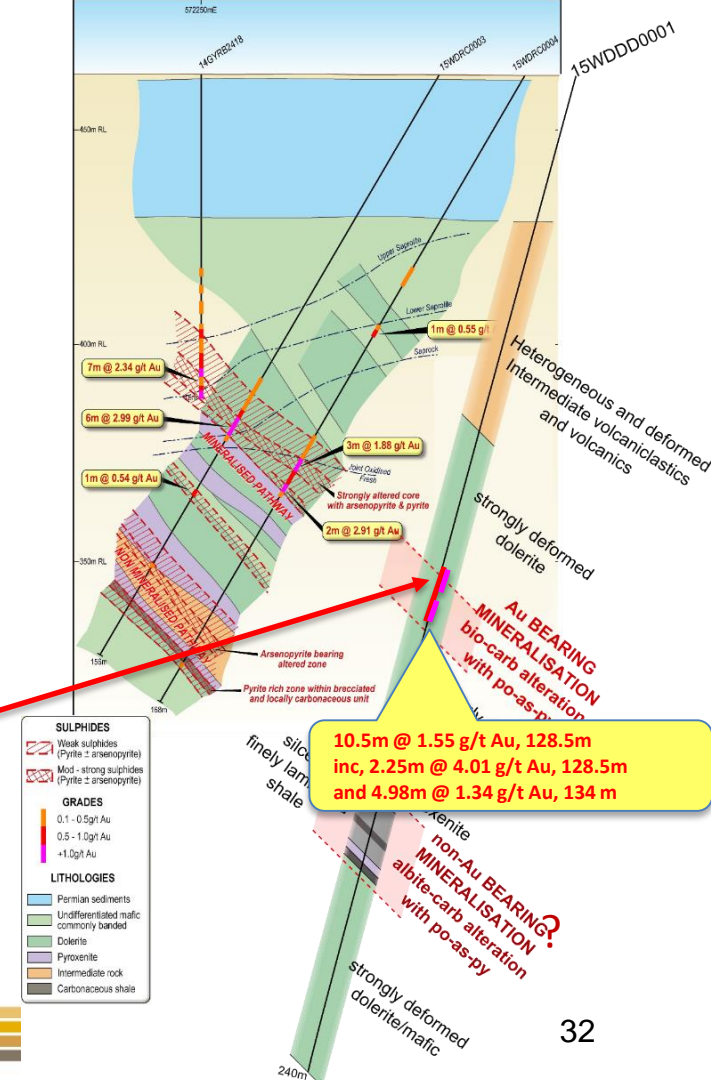 572250mE
14GYRB2418
15WDRC0003
15WDRC0004
15WDDD0001
450m RL
Upper Saprolite
Lower Saprolite
Saprock
400m RL
1m @ 0.55 g/t
7m @ 2.34 g/t Au
6m @ 2.99 g/t Au
3m @ 1.88 g/t Au
1m @ 0.54 g/t Au
2m @ 2.91 g/t Au
MINERALISED PATHWAY
Joint Oxidised
Fresh
Strongly altered core
with arsenopyrite & pyrite
350m RL
NON MINERALISED PATHWAY
Arsenopyrite bearing
altered zone
Pyrite rich zone within brecciated
and locally carbonaceous unit
156m
168m
Heterogeneous and deformed
Intermediate volcaniclastics
and volcanics
strongly deformed
dolerite
Au BEARING
MINERALISATION
bio-carb alteration
with po-as-py
10.5m @ 1.55 g/t Au, 128.5m
inc, 2.25m @ 4.01 g/t Au, 128.5m
and 4.98m @ 1.34 g/t Au, 134 m
finely
shale
non-Au BEARING
MINERALISATION ?
albite-carb alteration
with po-as-py
strongly deformed
dolerite/mafic
240m
SULPHIDES
Weak sulphides
(Pyrite ± arsenopyrite)
Mod - strong sulphides
(Pyrite ± arsenopyrite)
GRADES
0.1 - 0.5g/t Au
0.5 - 1.0g/t Au
+1.0g/t Au
LITHOLOGIES
Permian sediments
Undifferentiated mafic
commonly banded
Dolerite
Pyroxenite
Intermediate rock
Carbonaceous shale
32